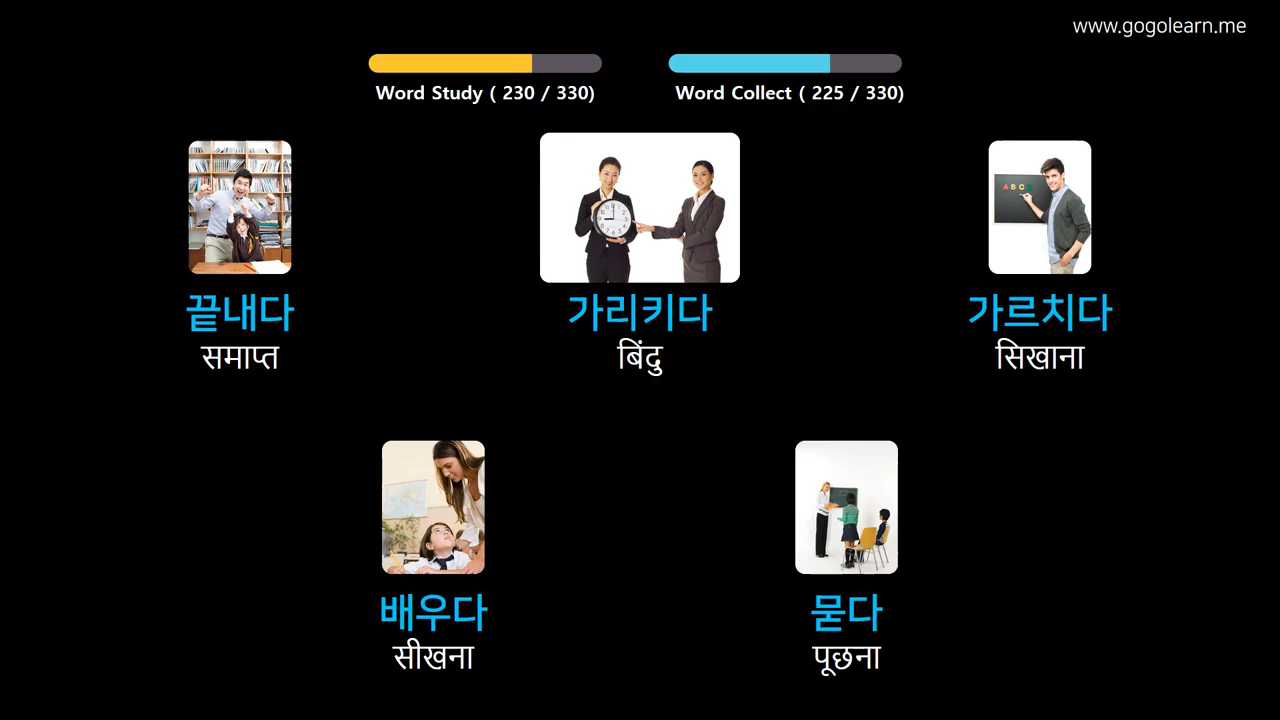 www.gogolearn.me
Word Study ( 230 / 330)
Word Collect ( 225 / 330)
끝내다
समाप्त
가리키다
बिंदु
가르치다
सिखाना
배우다
सीखना
묻다
पूछना